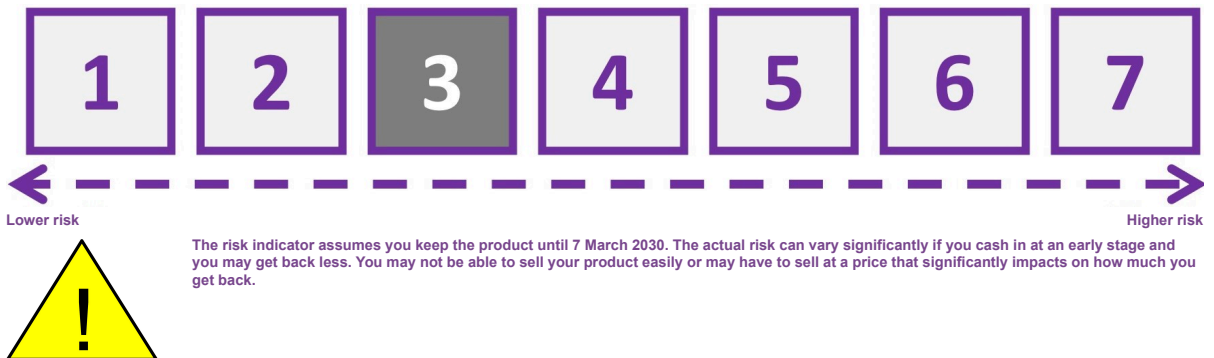 1 2 3 4 5 6 7
Lower risk Higher risk
The risk indicator assumes you keep the product until 7 March 2030. The actual risk can vary significantly if you cash in at an early stage and
you may get back less. You may not be able to sell your product easily or may have to sell at a price that significantly impacts on how much you
get back.
!